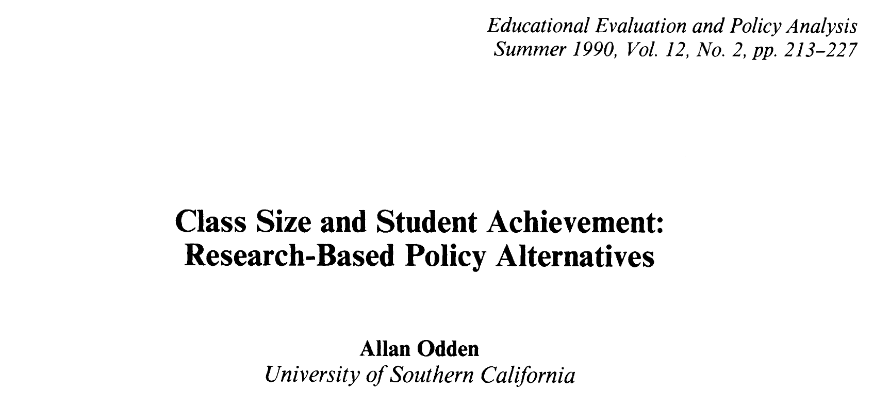 Educational Evaluation and Policy Analysis
Summer 1990, Vol. 12, No. 2, pp. 213–227
Class Size and Student Achievement:
Research-Based Policy Alternatives
Allan Odden
University of Southern California